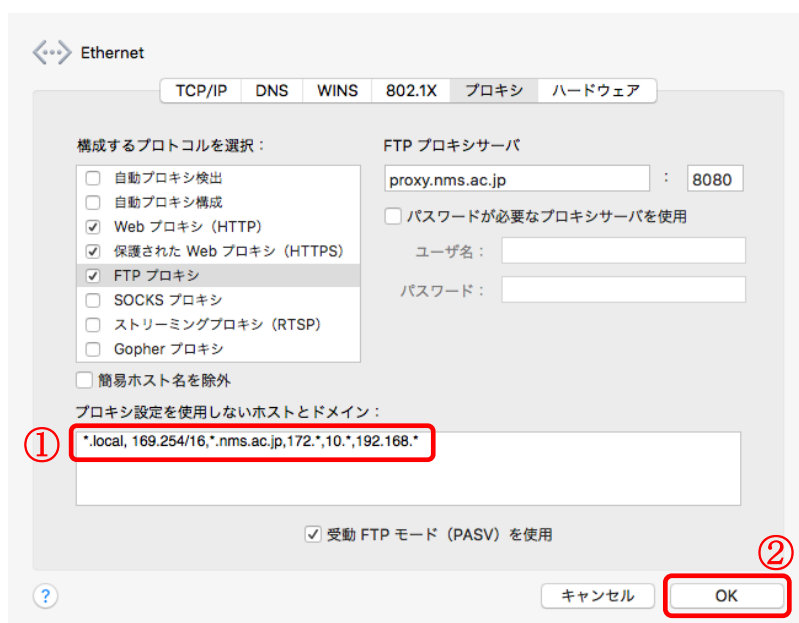 Ethernet
TCP/IP DNS WINS 802.1X プロキシ ハードウェア
構成するプロトコルを選択：
自動プロキシ検出
自動プロキシ構成
Web プロキシ（HTTP）
保護された Web プロキシ（HTTPS）
FTP プロキシ
SOCKS プロキシ
ストリーミングプロキシ（RTSP）
Gopher プロキシ
FTP プロキシサーバ
proxy.nms.ac.jp : 8080
パスワードが必要なプロキシサーバを使用
ユーザ名：
パスワード：
簡易ホスト名を除外
プロキシ設定を使用しないホストとドメイン：
①
*.local, 169.254/16,*.nms.ac.jp,172.*,10.*,192.168.*
受動 FTP モード（PASV）を使用
②
? キャンセル OK